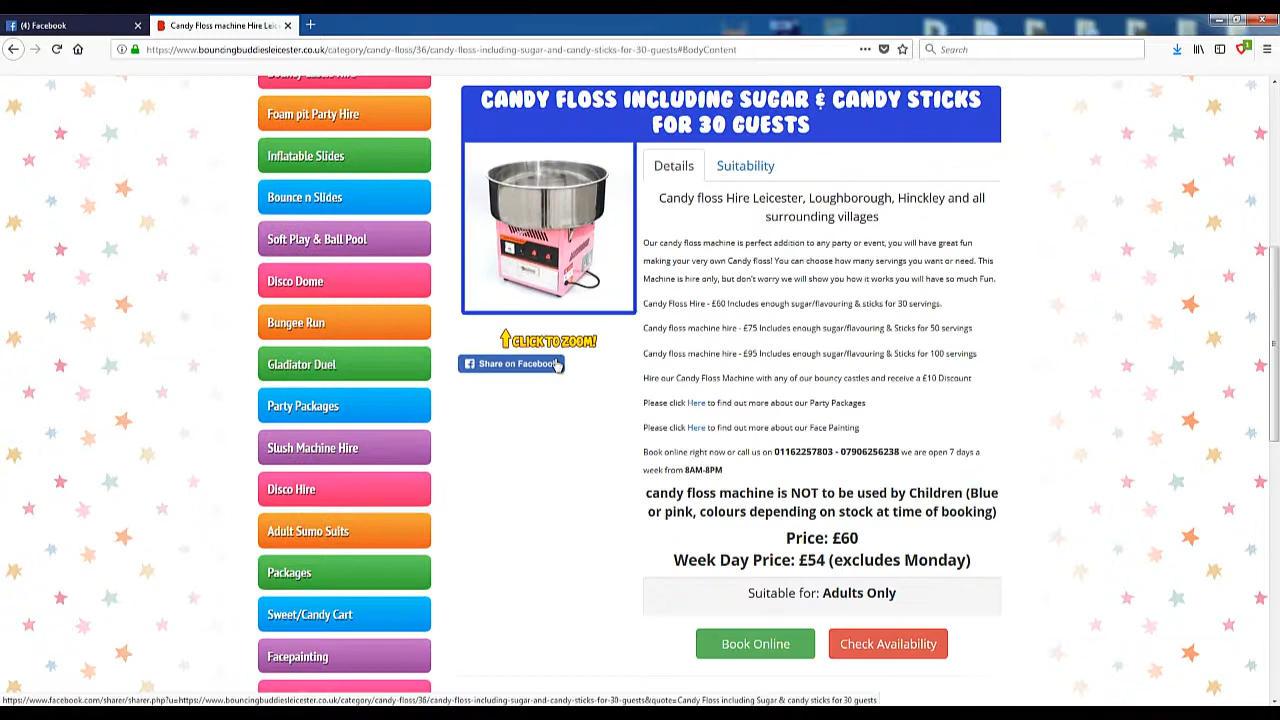 (4) Facebook
Candy Floss machine Hire Leic
https://www.bouncingbuddiesleicester.co.uk/category/candy-floss/36/candy-floss-including-sugar-and-candy-sticks-for-30-guests#BodyContent
Search
1
Bouncy Castle Hire
Foam pit Party Hire
Inflatable Slides
Bounce n Slides
Soft Play & Ball Pool
Disco Dome
Bungee Run
Gladiator Duel
Party Packages
Slush Machine Hire
Disco Hire
Adult Sumo Suits
Packages
Sweet/Candy Cart
Facepainting
CANDY FLOSS INCLUDING SUGAR & CANDY STICKS
FOR 30 GUESTS
CLICK TO ZOOM!
Share on Facebook
Details
Suitability
Candy floss Hire Leicester, Loughborough, Hinckley and all
surrounding villages
Our candy floss machine is perfect addition to any party or event, you will have great fun
making your very own Candy floss! You can choose how many servings you want or need. This
Machine is hire only, but don't worry we will show you how it works you will have so much Fun.
Candy Floss Hire - £60 Includes enough sugar/flavouring & sticks for 30 servings.
Candy floss machine hire - £75 Includes enough sugar/flavouring & Sticks for 50 servings
Candy floss machine hire - £95 Includes enough sugar/flavouring & Sticks for 100 servings
Hire our Candy Floss Machine with any of our bouncy castles and receive a £10 Discount
Please click Here to find out more about our Party Packages
Please click Here to find out more about our Face Painting
Book online right now or call us on 01162257803 - 07906256238 we are open 7 days a
week from 8AM-8PM
candy floss machine is NOT to be used by Children (Blue
or pink, colours depending on stock at time of booking)
Price: £60
Week Day Price: £54 (excludes Monday)
Suitable for: Adults Only
Book Online
Check Availability
https://www.facebook.com/sharer/sharer.php?u=https://www.bouncingbuddiesleicester.co.uk/category/candy-floss/36/candy-floss-including-sugar-and-candy-sticks-for-30-guests&quote=Candy Floss including Sugar & candy sticks for 30 guests